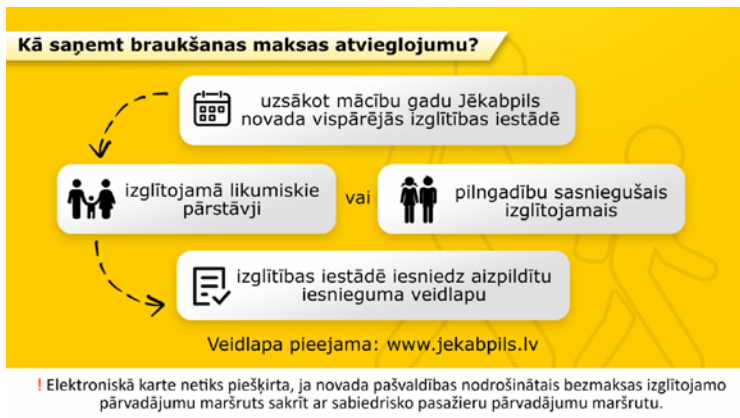 Kā saņemt braukšanas maksas atvieglojumu?
uzsākot mācību gadu Jēkabpils
novada vispārējās izglītības iestādē
izglītojamā likumiskie
pārstāvji
vai
pilngadību sasniegušais
izglītojamais
izglītības iestādē iesniedz aizpildītu
iesnieguma veidlapu
Veidlapa pieejama: www.jekabpils.lv
! Elektroniskā karte netiks piešķirta, ja novada pašvaldības nodrošinātais bezmaksas izglītojamo
pārvadājumu maršruts sakrīt ar sabiedrisko pasažieru pārvadājumu maršrutu.